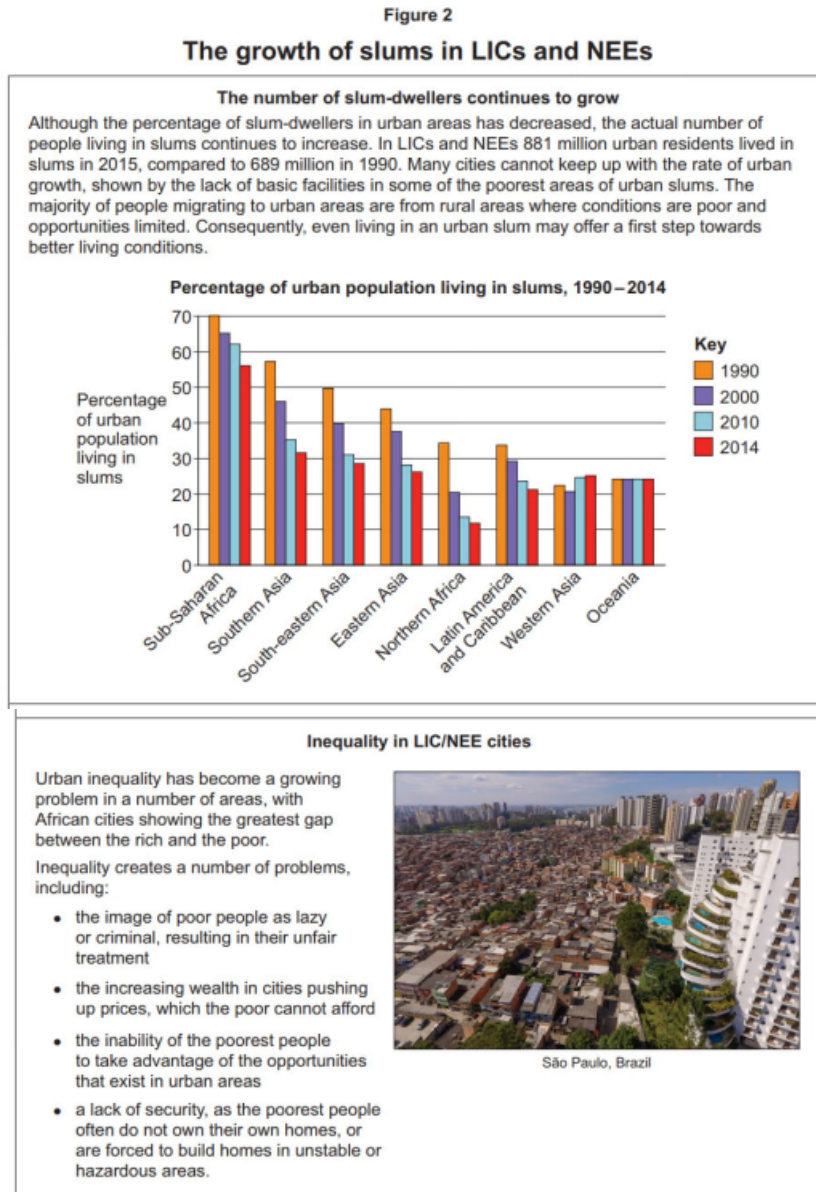 Figure 2
The growth of slums in LICs and NEEs
The number of slum-dwellers continues to grow
Although the percentage of slum-dwellers in urban areas has decreased, the actual number of
people living in slums continues to increase. In LICs and NEEs 881 million urban residents lived in
slums in 2015, compared to 689 million in 1990. Many cities cannot keep up with the rate of urban
growth, shown by the lack of basic facilities in some of the poorest areas of urban slums. The
majority of people migrating to urban areas are from rural areas where conditions are poor and
opportunities limited. Consequently, even living in an urban slum may offer a first step towards
better living conditions.
Percentage of urban population living in slums, 1990–2014
70
60
50
40
30
20
10
0
Percentage
of urban
population
living in
slums
Sub-Saharan
Africa
Southern Asia
South-eastern Asia
Eastern Asia
Northern Africa
Latin America
and Caribbean
Western Asia
Oceania
Key
1990
2000
2010
2014
Inequality in LIC/NEE cities
Urban inequality has become a growing
problem in a number of areas, with
African cities showing the greatest gap
between the rich and the poor.
Inequality creates a number of problems,
including:
• the image of poor people as lazy
or criminal, resulting in their unfair
treatment
• the increasing wealth in cities pushing
up prices, which the poor cannot afford
• the inability of the poorest people
to take advantage of the opportunities
that exist in urban areas
• a lack of security, as the poorest people
often do not own their own homes, or
are forced to build homes in unstable or
hazardous areas.
São Paulo, Brazil